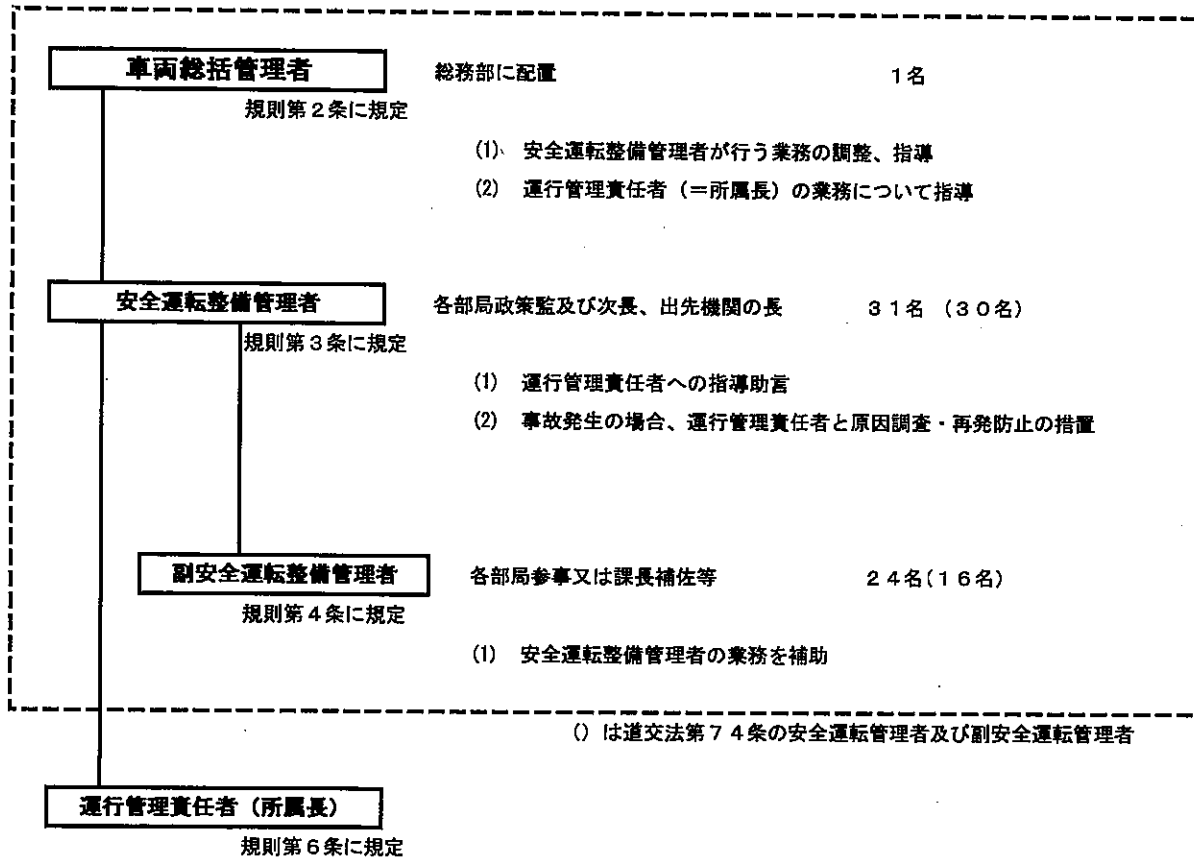 車両総括管理者 総務部に配置 1名
規則第2条に規定
(1) 安全運転整備管理者が行う業務の調整、指導
(2) 運行管理責任者（＝所属長）の業務について指導
安全運転整備管理者 各部局政策監及び次長、出先機関の長 31名 (30名)
規則第3条に規定
(1) 運行管理責任者への指導助言
(2) 事故発生の場合、運行管理責任者と原因調査・再発防止の措置
副安全運転整備管理者 各部局参事又は課長補佐等 24名(16名)
規則第4条に規定
(1) 安全運転整備管理者の業務を補助
() は道交法第74条の安全運転管理者及び副安全運転管理者
運行管理責任者（所属長）
規則第6条に規定